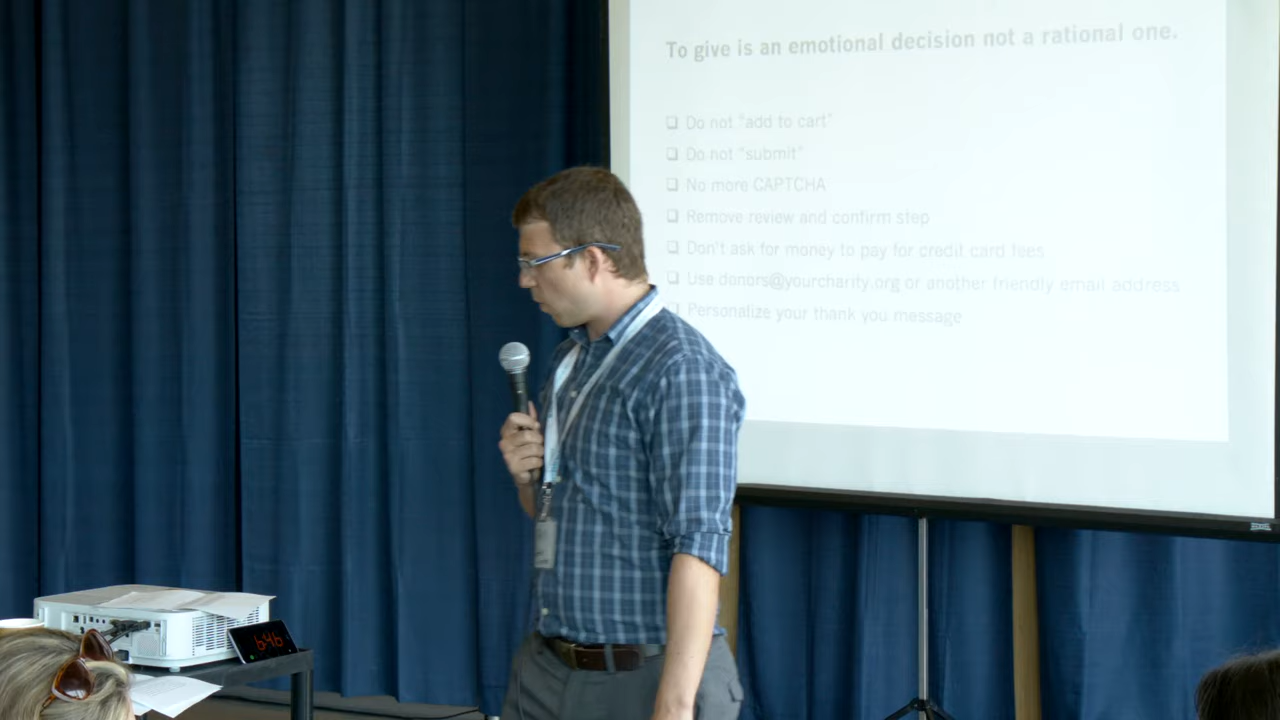 To give is an emotional decision not a rational one.
❑ Do not "add to cart"
❑ Do not "submit"
❑ No more CAPTCHA
❑ Remove review and confirm step
❑ Don't ask for money to pay for credit card fees
❑ Use donors@yourcharity.org or another friendly email address
Personalize your thank you message